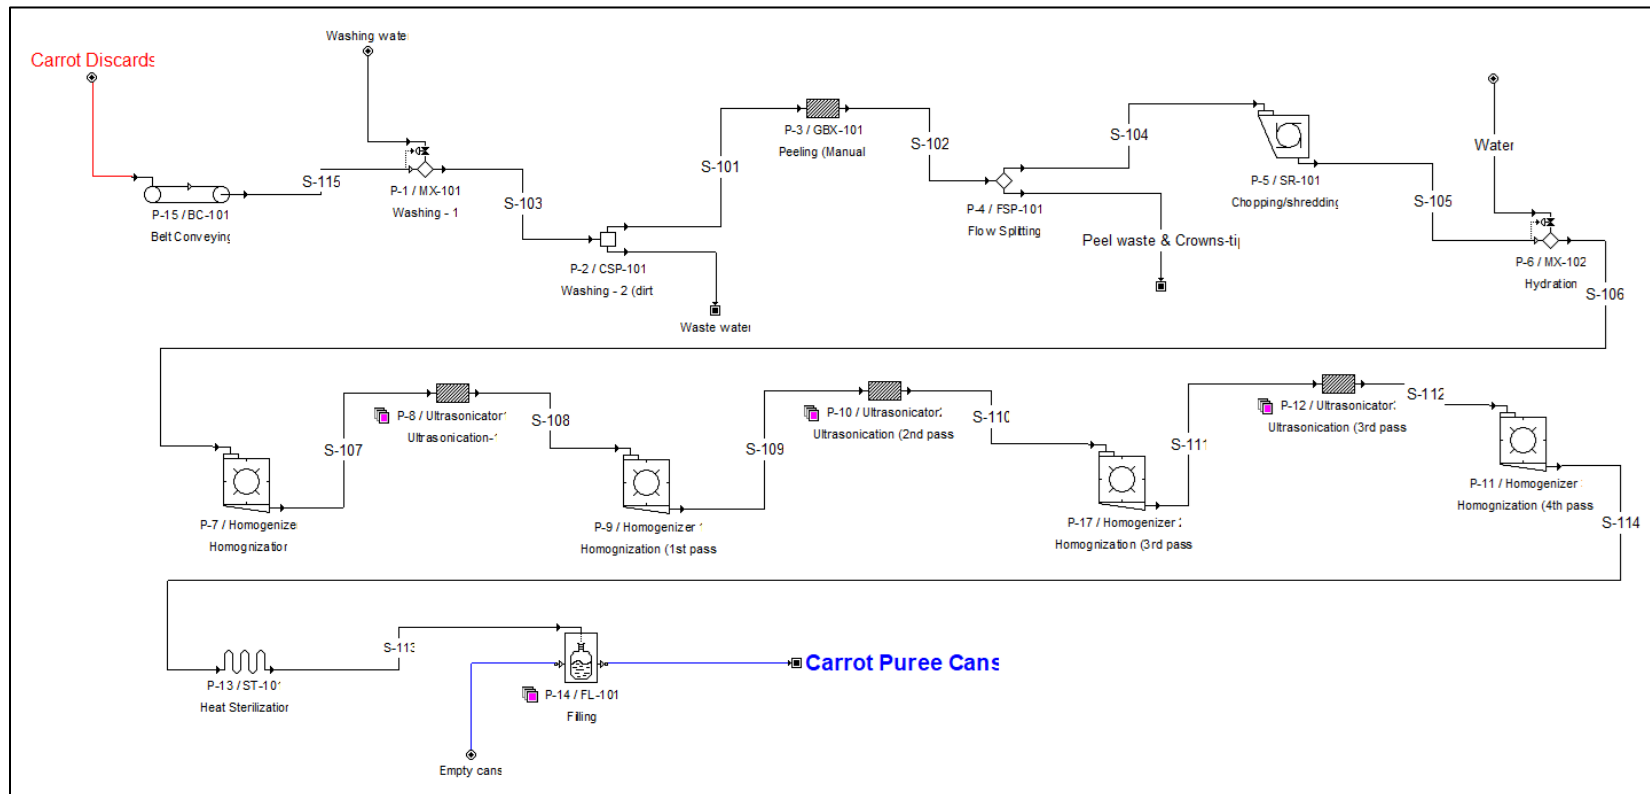 Washing wate
Carrot Discards
P-3 / GBX-101
Peeling (Manual
S-101
S-102
S-104
P-5 / SR-101
Chopping/shredding
Water
S-115
P-1 / MX-101
Washing - 1
S-103
P-15 / BC-101
Belt Conveying
P-4 / FSP-101
Flow Splitting
S-105
Peel waste & Crowns-tip
P-2 / CSP-101
Washing - 2 (dirt
P-6 / MX-102
Hydration
S-106
Waste water
P-8 / Ultrasonicator
Ultrasonication-1
S-107
S-108
P-10 / Ultrasonicator2
Ultrasonication (2nd pass
S-109
S-110
P-12 / Ultrasonicator
Ultrasonication (3rd pass
S-111
S-112
P-7 / Homogenize
Homognization
P-9 / Homogenizer
Homognization (1st pass
P-17 / Homogenizer 2
Homognization (3rd pass
P-11 / Homogenizer
Homognization (4th pass
S-114
S-113
P-13 / ST-101
Heat Sterilization
Carrot Puree Cans
P-14 / FL-101
Filling
Empty cans